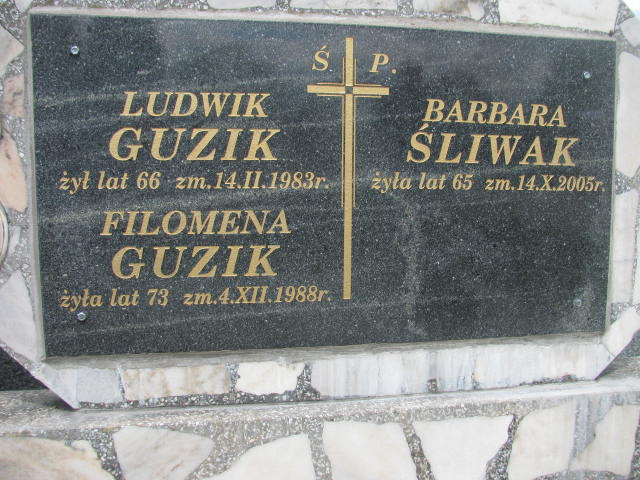 Ś. P.
LUDWIK
GUZIK
żył lat 66 zm.14.II.1983r.
FILOMENA
GUZIK
żyła lat 73 zm.4.XII.1988r.
BARBARA
ŚLIWAK
żyła lat 65 zm.14.X.2005r.